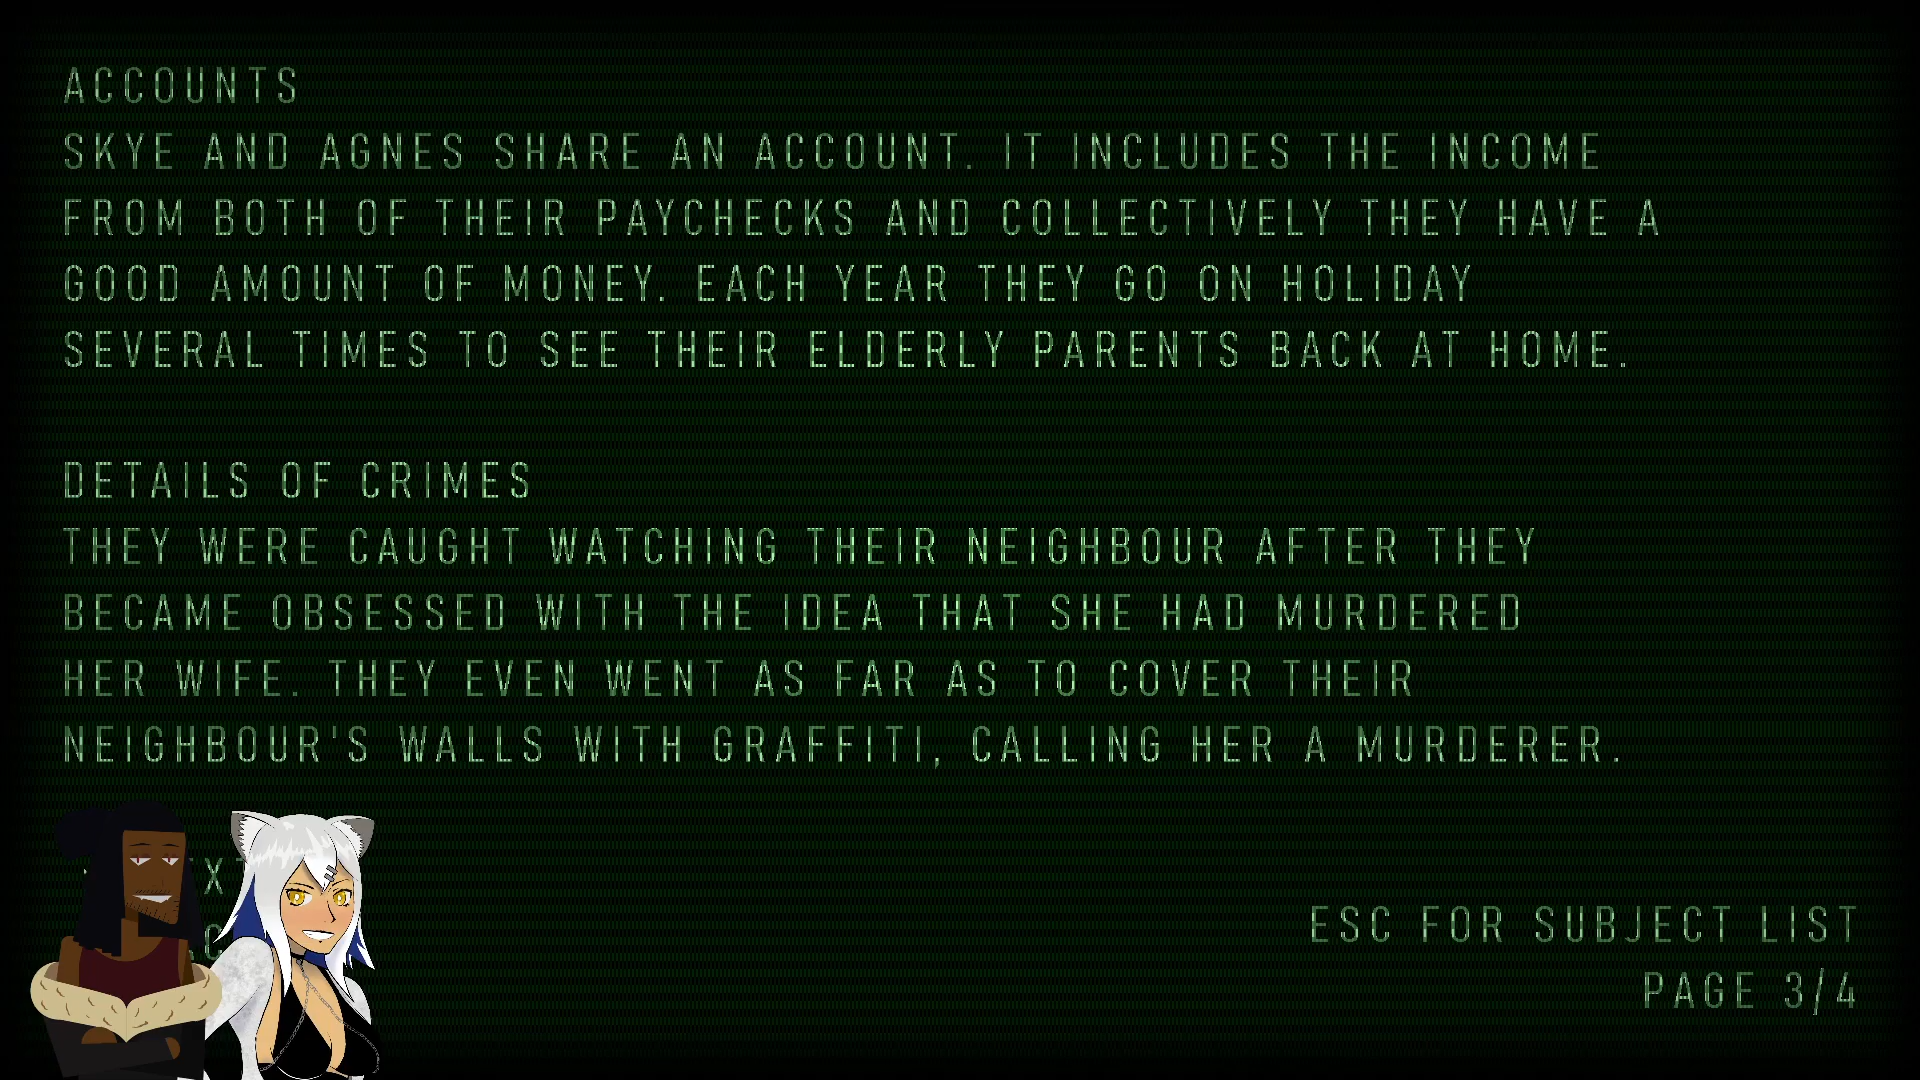 ACCOUNTS
SKYE AND AGNES SHARE AN ACCOUNT. IT INCLUDES THE INCOME
FROM BOTH OF THEIR PAYCHECKS AND COLLECTIVELY THEY HAVE A
GOOD AMOUNT OF MONEY. EACH YEAR THEY GO ON HOLIDAY
SEVERAL TIMES TO SEE THEIR ELDERLY PARENTS BACK AT HOME.
DETAILS OF CRIMES
THEY WERE CAUGHT WATCHING THEIR NEIGHBOUR AFTER THEY
BECAME OBSESSED WITH THE IDEA THAT SHE HAD MURDERED
HER WIFE. THEY EVEN WENT AS FAR AS TO COVER THEIR
NEIGHBOUR'S WALLS WITH GRAFFITI, CALLING HER A MURDERER.
ESC FOR SUBJECT LIST
PAGE 3/4